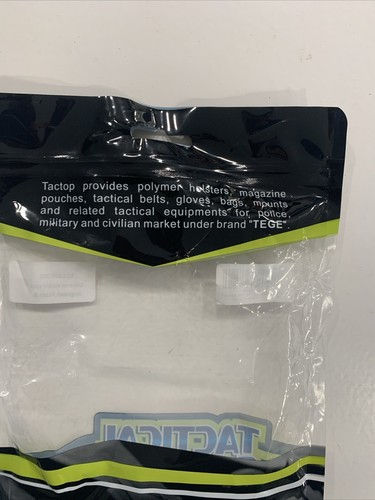 Tactop provides polymer holsters, magazine
pouches, tactical belts, gloves, bags, mounts
and related tactical equipments for police,
military and civilian market under brand "TEGE".
TACTICAL